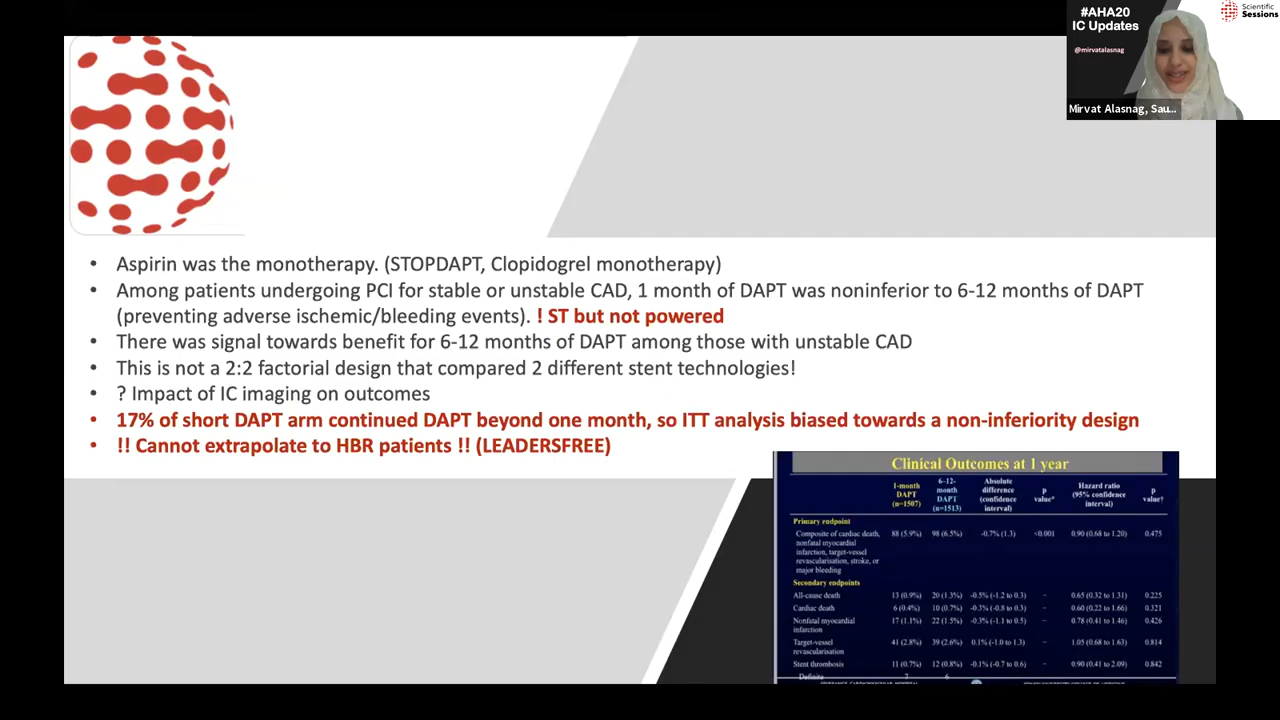 #AHA20
IC Updates
@mirvatalasnag
Mirvat Alasnag, Sau...
Scientific
Sessions
• Aspirin was the monotherapy. (STOPDAPT, Clopidogrel monotherapy)
• Among patients undergoing PCI for stable or unstable CAD, 1 month of DAPT was noninferior to 6-12 months of DAPT
(preventing adverse ischemic/bleeding events). ! ST but not powered
• There was signal towards benefit for 6-12 months of DAPT among those with unstable CAD
• This is not a 2:2 factorial design that compared 2 different stent technologies!
• ? Impact of IC imaging on outcomes
• 17% of short DAPT arm continued DAPT beyond one month, so ITT analysis biased towards a non-inferiority design
• !! Cannot extrapolate to HBR patients !! (LEADERSFREE)
Clinical Outcomes at 1 year
1-month DAPT (n=1507) 6-12-month DAPT (n=1513) Absolute difference (confidence interval) p value* Hazard ratio (95% confidence interval) p value†
Primary endpoint
Composite of cardiac death, 88 (5.9%) 98 (6.5%) -0.7% (1.3) <0.001 0.90 (0.68 to 1.20) 0.475
nonfatal myocardial
infarction, target-vessel
revascularisation, stroke, or
major bleeding
Secondary endpoints
All-cause death 13 (0.9%) 20 (1.3%) -0.5% (-1.2 to 0.3) – 0.65 (0.32 to 1.31) 0.225
Cardiac death 6 (0.4%) 10 (0.7%) -0.3% (-0.8 to 0.3) – 0.60 (0.22 to 1.66) 0.321
Nonfatal myocardial 17 (1.1%) 22 (1.5%) -0.3% (-1.1 to 0.5) – 0.78 (0.41 to 1.46) 0.426
infarction
Target-vessel 41 (2.8%) 39 (2.6%) 0.1% (-1.0 to 1.3) – 1.05 (0.68 to 1.63) 0.814
revascularisation
Stent thrombosis 11 (0.7%) 12 (0.8%) -0.1% (-0.7 to 0.6) – 0.90 (0.41 to 2.09) 0.842
Definite 7 6